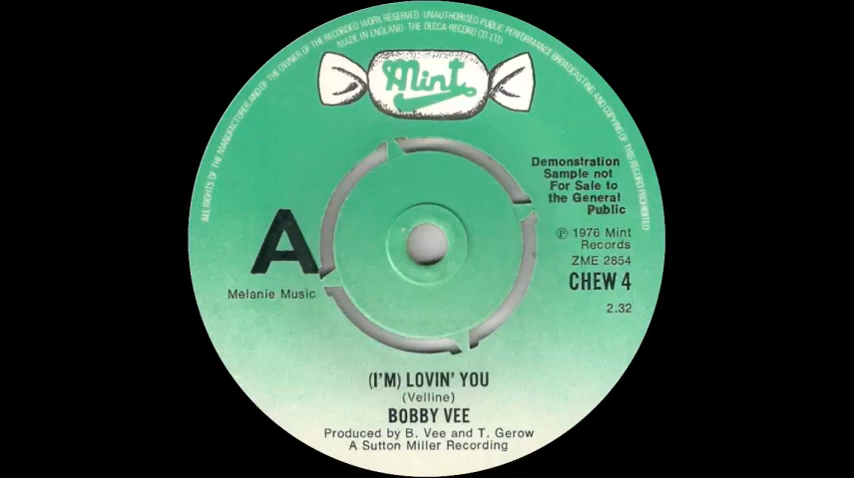 ALL RIGHTS OF THE MANUFACTURER AND OF THE OWNER OF THE RECORDED WORK RESERVED. UNAUTHORISED PUBLIC PERFORMANCE BROADCASTING AND COPYING OF THIS RECORD PROHIBITED
MADE IN ENGLAND THE DECCA RECORD CO LTD
Mint
Demonstration
Sample not
For Sale to
the General
Public
℗ 1976 Mint
Records
ZME 2854
CHEW 4
2.32
A
Melanie Music
(I'M) LOVIN' YOU
(Velline)
BOBBY VEE
Produced by B. Vee and T. Gerow
A Sutton Miller Recording